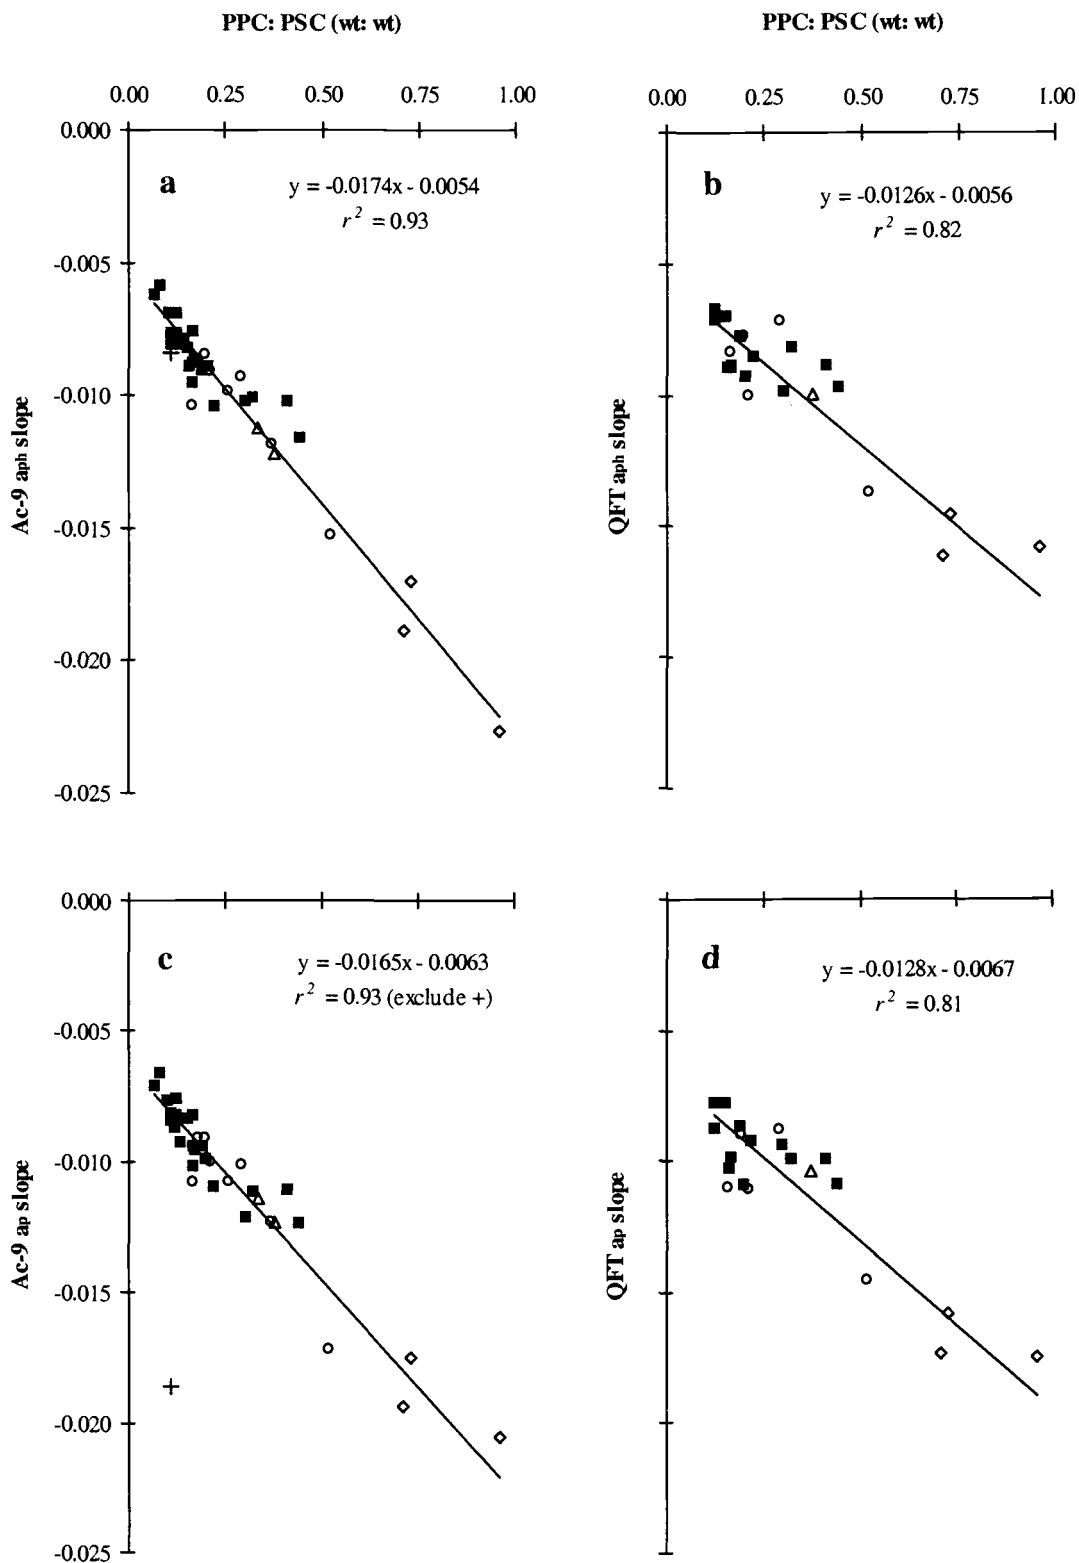 PPC: PSC (wt: wt)
PPC: PSC (wt: wt)
0.00 0.25 0.50 0.75 1.00
0.00 0.25 0.50 0.75 1.00
0.000
-0.005
-0.010
-0.015
-0.020
-0.025
Ac-9 aph slope
a
y = -0.0174x - 0.0054
r² = 0.93
QFT aph slope
b
y = -0.0126x - 0.0056
r² = 0.82
0.000
-0.005
-0.010
-0.015
-0.020
-0.025
Ac-9 ap slope
c
y = -0.0165x - 0.0063
r² = 0.93 (exclude +)
QFT ap slope
d
y = -0.0128x - 0.0067
r² = 0.81